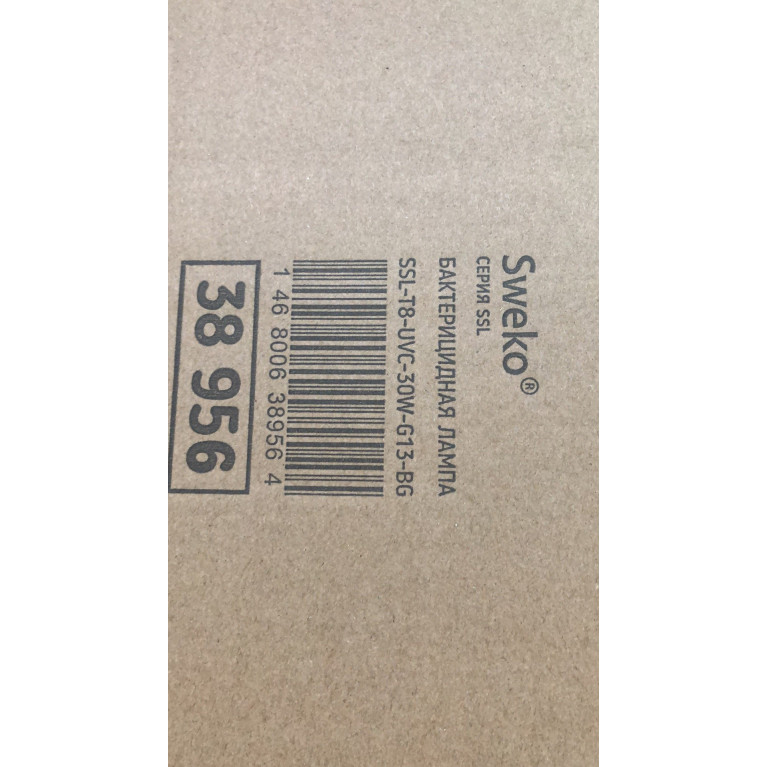 Sweko®
СЕРИЯ SSL
БАКТЕРИЦИДНАЯ ЛАМПА
SSL-T8-UVC-30W-G13-BG
1 46 8006 38956 4
38 956